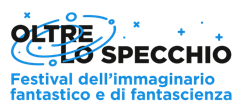 OLTRE
LO SPECCHIO
Festival dell'immaginario
fantastico e di fantascienza